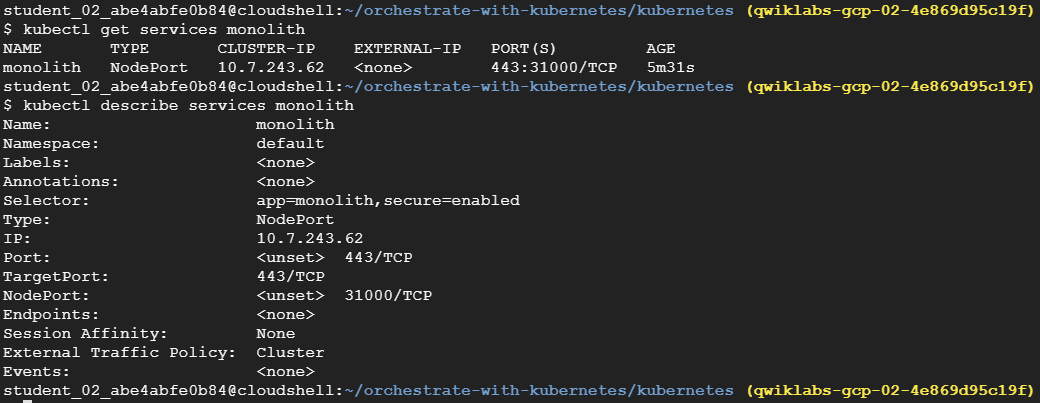 student_02_abe4abfe0b84@cloudshell:~/orchestrate-with-kubernetes/kubernetes (qwiklabs-gcp-02-4e869d95c19f)
$ kubectl get services monolith
NAME       TYPE       CLUSTER-IP    EXTERNAL-IP   PORT(S)         AGE
monolith   NodePort   10.7.243.62   <none>        443:31000/TCP   5m31s
student_02_abe4abfe0b84@cloudshell:~/orchestrate-with-kubernetes/kubernetes (qwiklabs-gcp-02-4e869d95c19f)
$ kubectl describe services monolith
Name:                     monolith
Namespace:                default
Labels:                   <none>
Annotations:              <none>
Selector:                 app=monolith,secure=enabled
Type:                     NodePort
IP:                       10.7.243.62
Port:                     <unset>  443/TCP
TargetPort:               443/TCP
NodePort:                 <unset>  31000/TCP
Endpoints:                <none>
Session Affinity:         None
External Traffic Policy:  Cluster
Events:                   <none>
student_02_abe4abfe0b84@cloudshell:~/orchestrate-with-kubernetes/kubernetes (qwiklabs-gcp-02-4e869d95c19f)